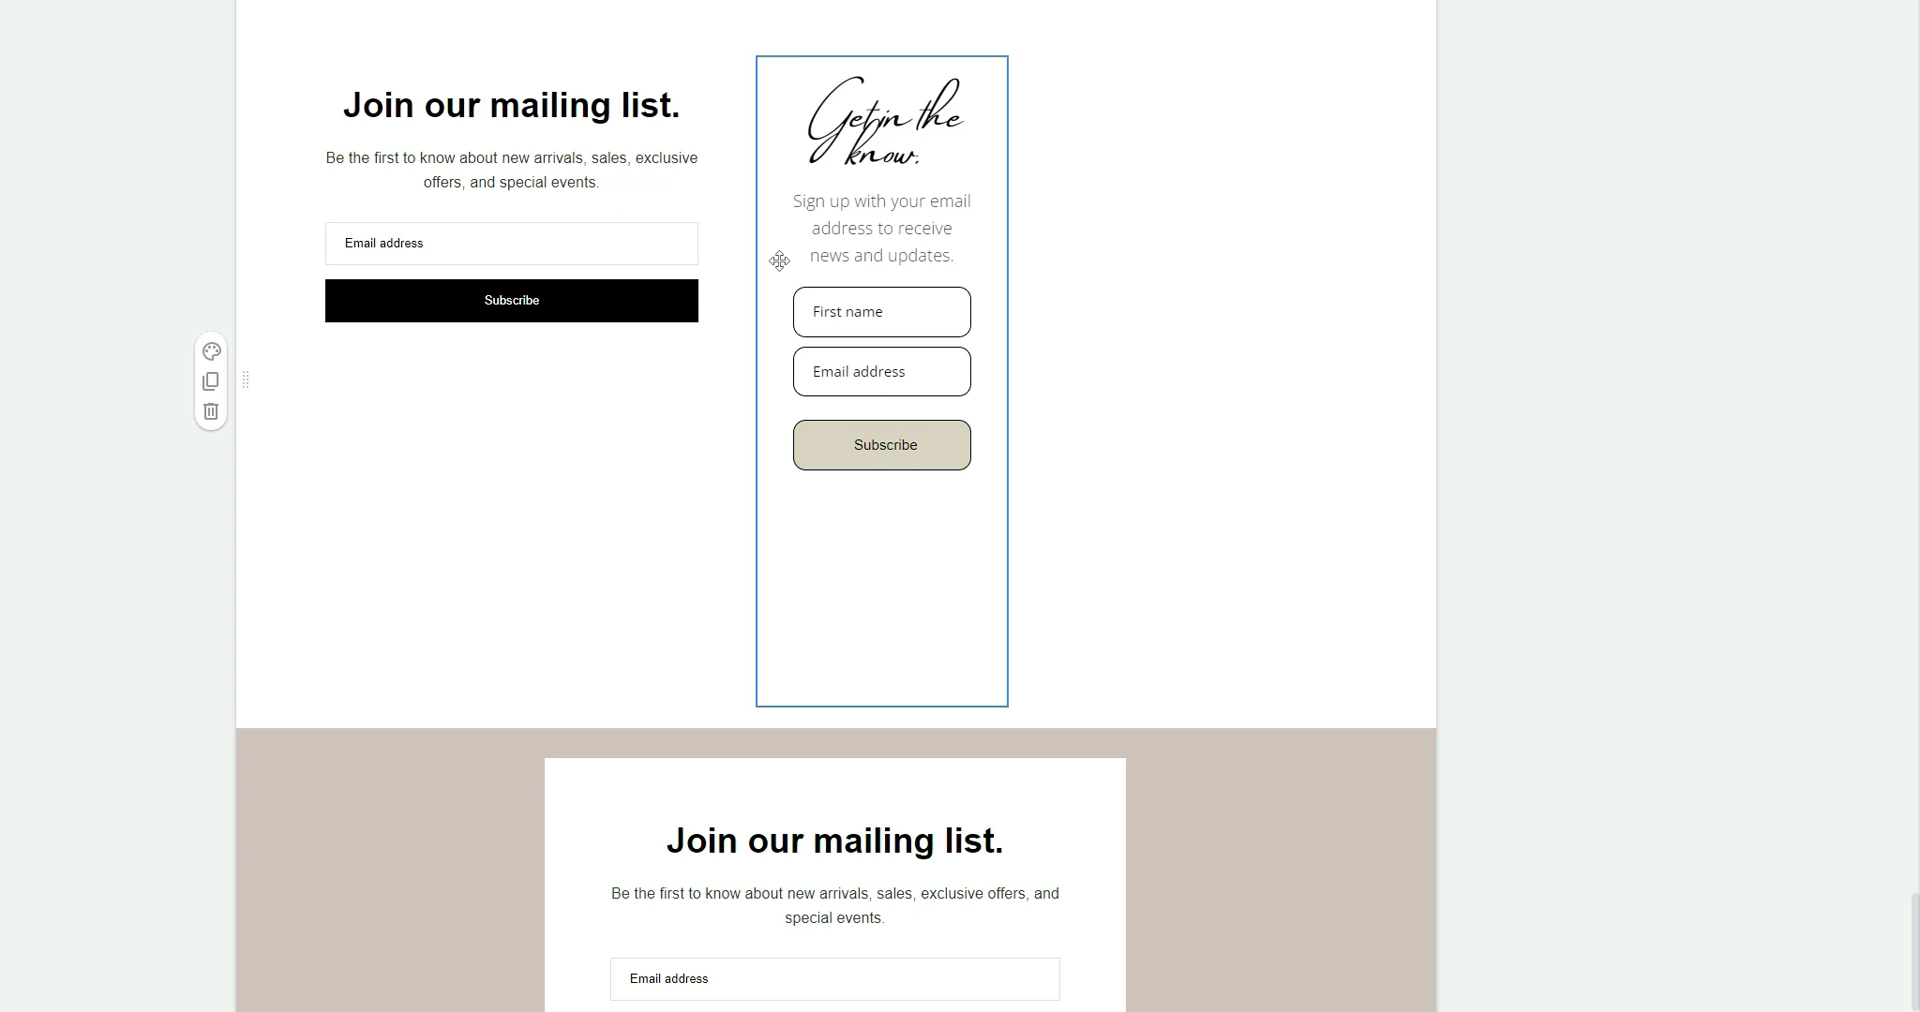 Join our mailing list.
Be the first to know about new arrivals, sales, exclusive
offers, and special events.
Email address
Subscribe
Get in the
know.
Sign up with your email
address to receive
news and updates.
First name
Email address
Subscribe
Join our mailing list.
Be the first to know about new arrivals, sales, exclusive offers, and
special events.
Email address